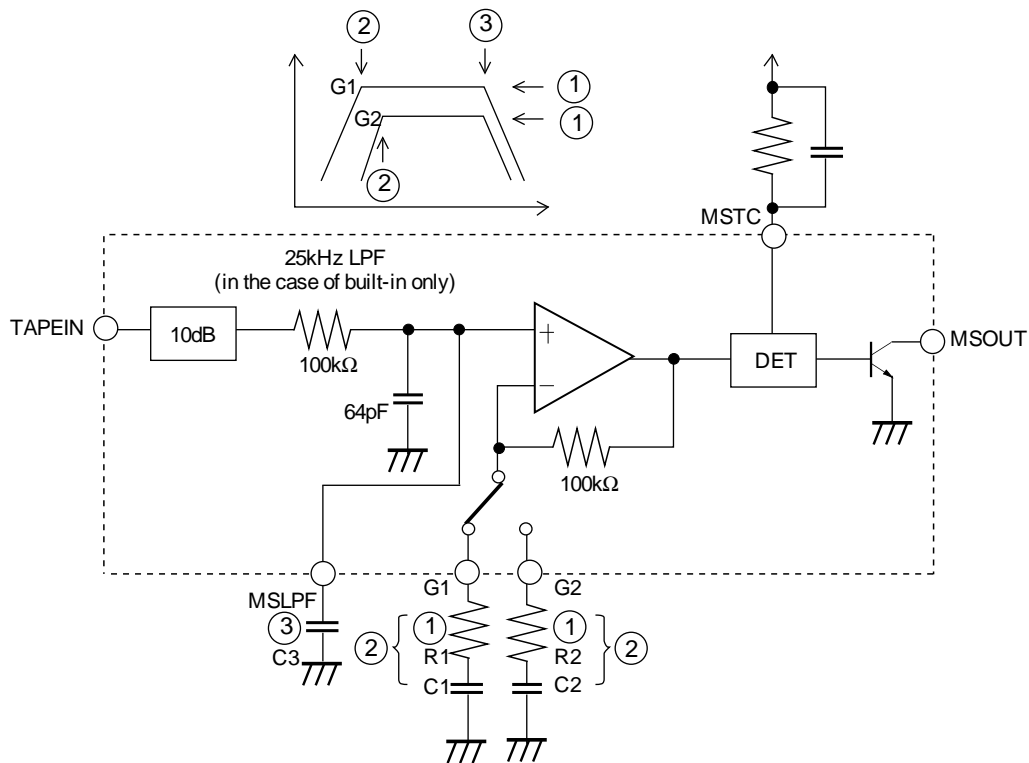 ②
③
G1
①
G2
①
②
MSTC
25kHz LPF
(in the case of built-in only)
TAPEIN
10dB
100kΩ
+
−
DET
MSOUT
64pF
100kΩ
G1
G2
MSLPF
③
C3
②
①
R1
C1
①
R2
C2
②